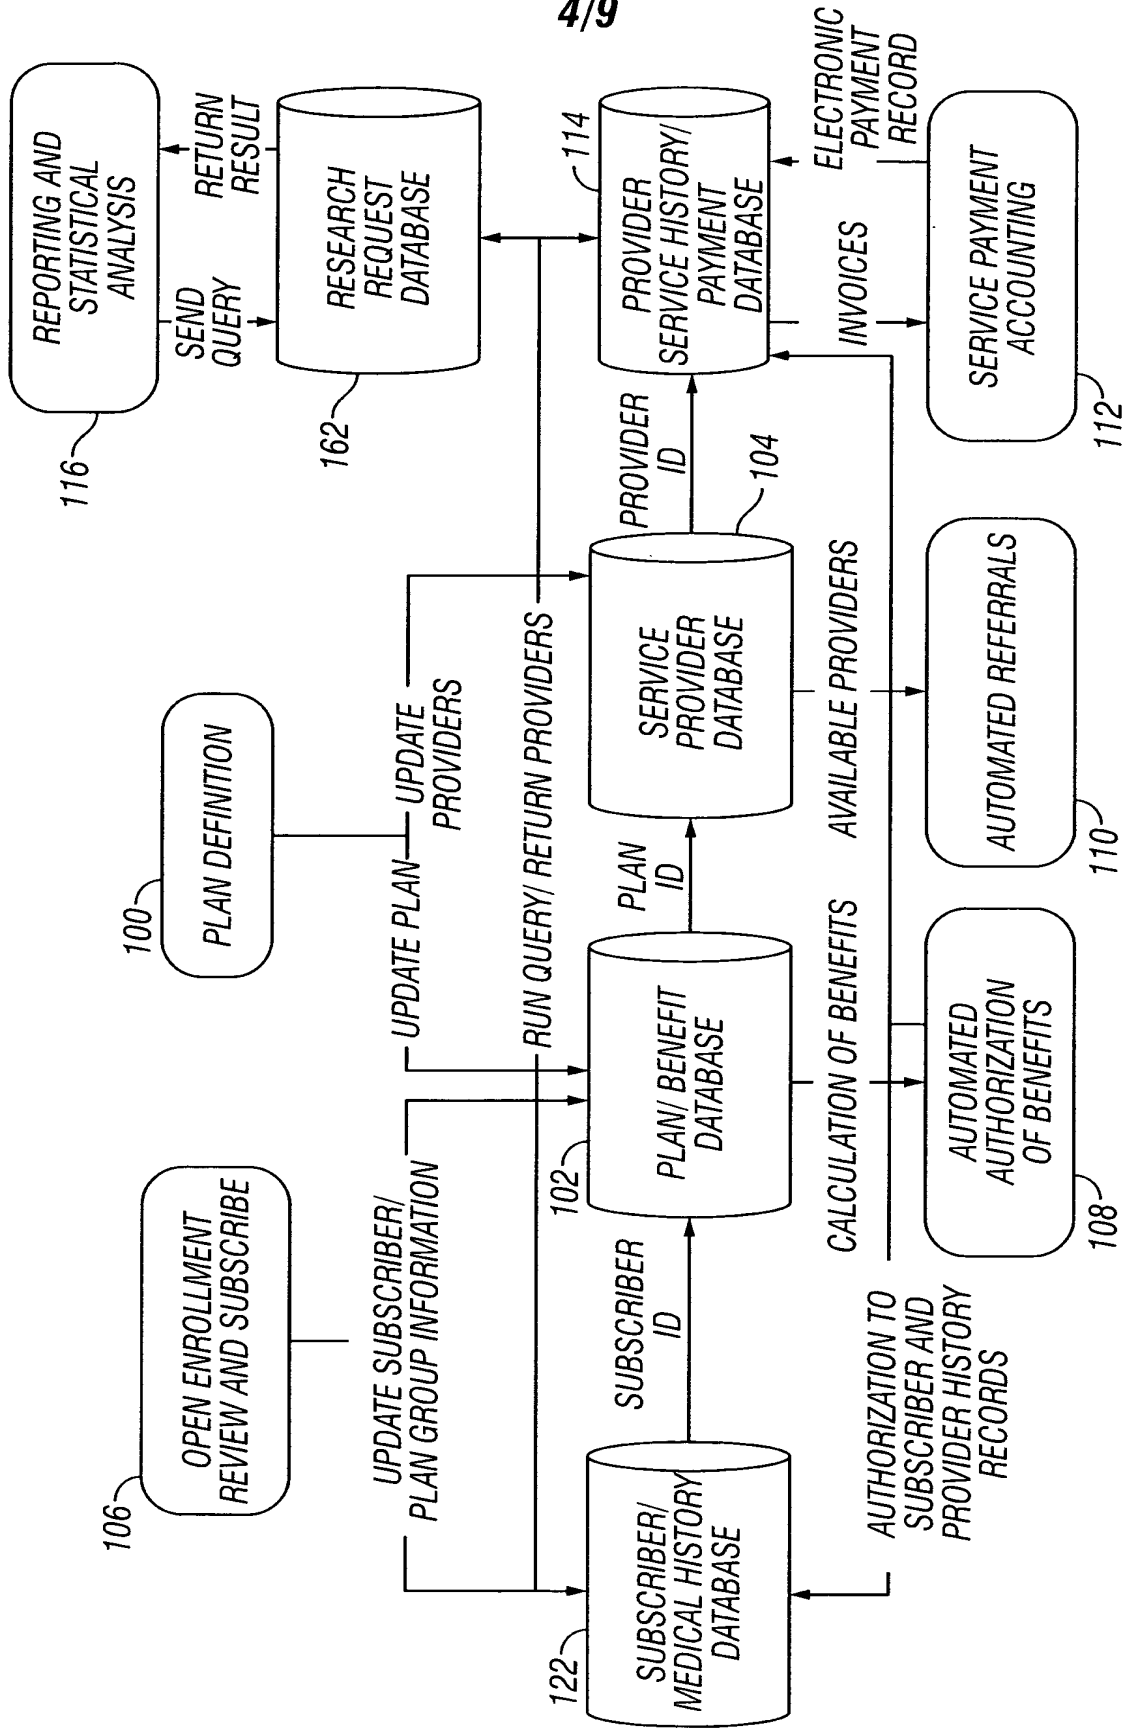 4/9
106
OPEN ENROLLMENT
REVIEW AND SUBSCRIBE
100
PLAN DEFINITION
116
REPORTING AND
STATISTICAL
ANALYSIS
UPDATE SUBSCRIBER/
PLAN GROUP INFORMATION
UPDATE PLAN
UPDATE
PROVIDERS
SEND
QUERY
RETURN
RESULT
RUN QUERY/ RETURN PROVIDERS
162
RESEARCH
REQUEST
DATABASE
122
SUBSCRIBER/
MEDICAL HISTORY
DATABASE
SUBSCRIBER
ID
102
PLAN/ BENEFIT
DATABASE
PLAN
ID
SERVICE
PROVIDER
DATABASE
104
PROVIDER
ID
PROVIDER
SERVICE HISTORY/
PAYMENT
DATABASE
114
AUTHORIZATION TO
SUBSCRIBER AND
PROVIDER HISTORY
RECORDS
CALCULATION OF BENEFITS
AVAILABLE PROVIDERS
INVOICES
ELECTRONIC
PAYMENT
RECORD
108
AUTOMATED
AUTHORIZATION
OF BENEFITS
110
AUTOMATED REFERRALS
112
SERVICE PAYMENT
ACCOUNTING